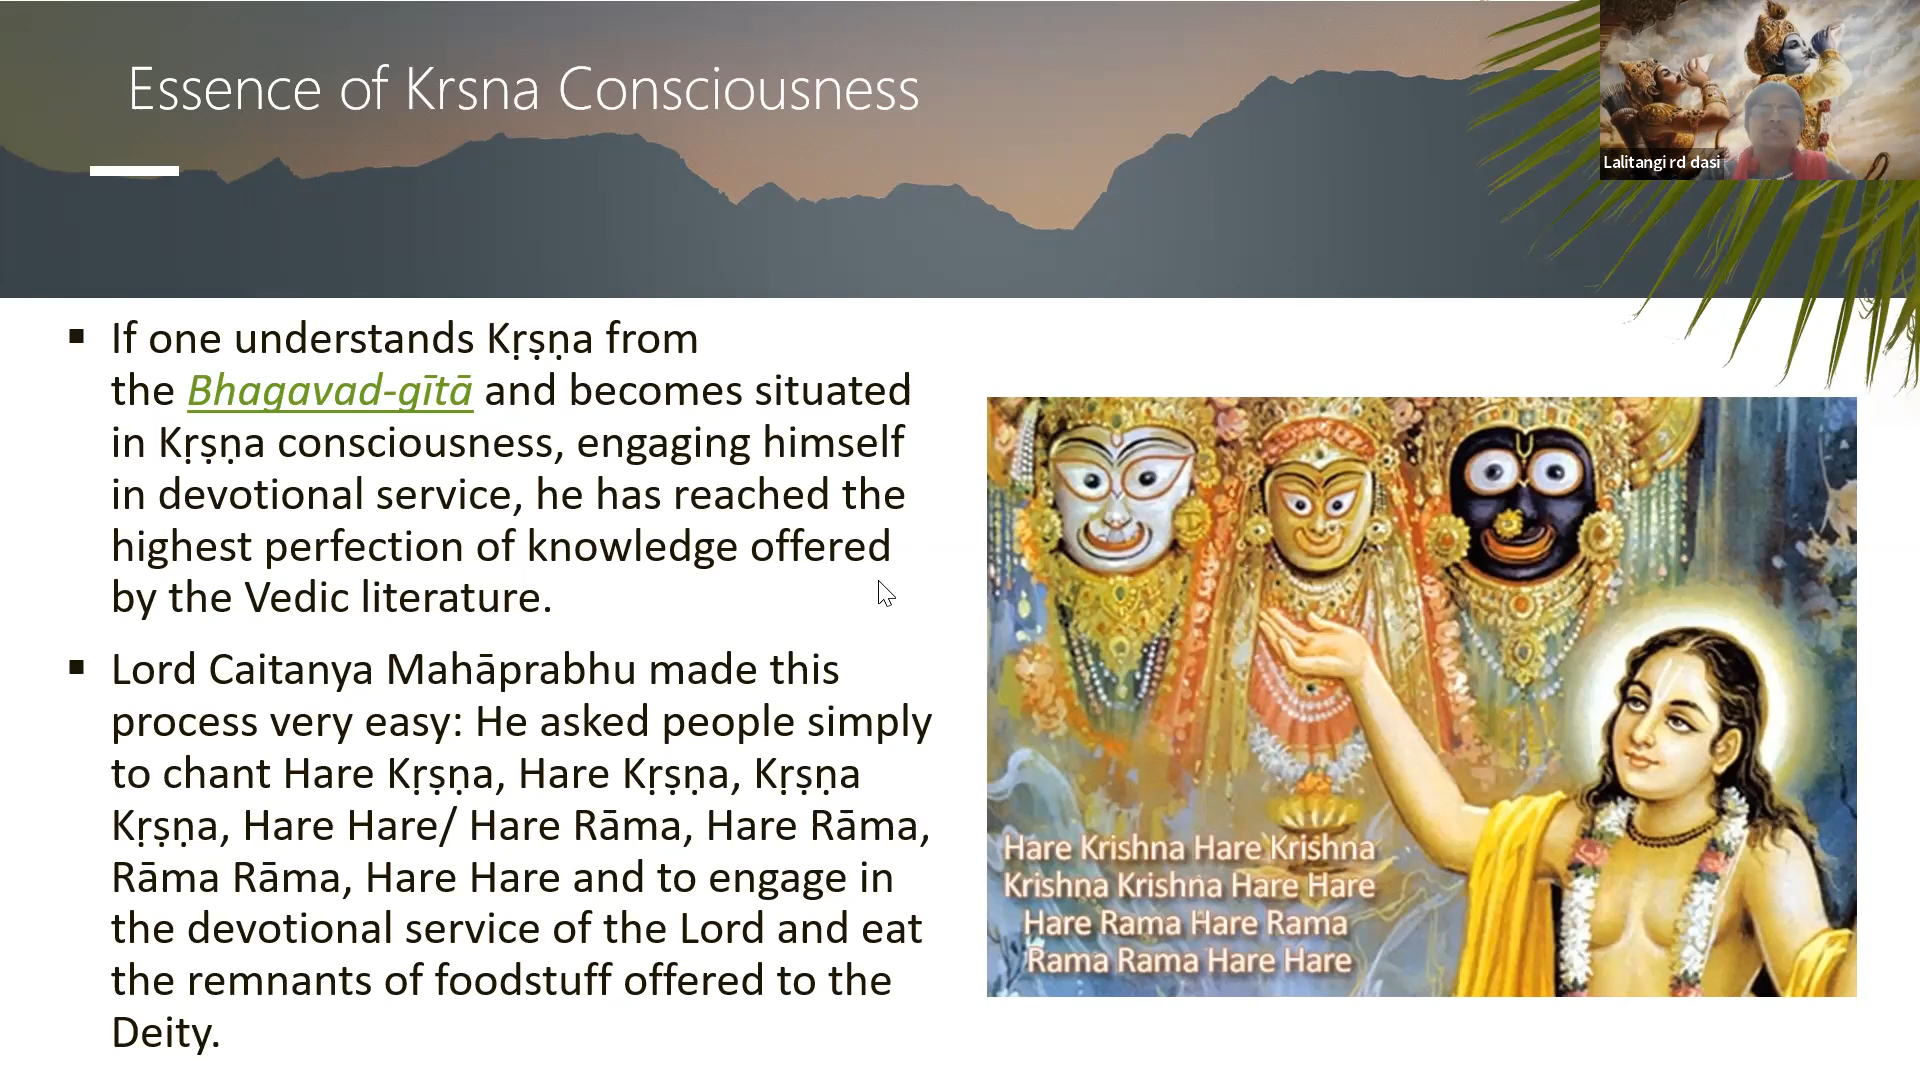 Essence of Krsna Consciousness
Lalitangi rd dasi
▪ If one understands Kṛṣṇa from
the Bhagavad-gītā and becomes situated
in Kṛṣṇa consciousness, engaging himself
in devotional service, he has reached the
highest perfection of knowledge offered
by the Vedic literature.
▪ Lord Caitanya Mahāprabhu made this
process very easy: He asked people simply
to chant Hare Kṛṣṇa, Hare Kṛṣṇa, Kṛṣṇa
Kṛṣṇa, Hare Hare/ Hare Rāma, Hare Rāma,
Rāma Rāma, Hare Hare and to engage in
the devotional service of the Lord and eat
the remnants of foodstuff offered to the
Deity.
Hare Krishna Hare Krishna
Krishna Krishna Hare Hare
Hare Rama Hare Rama
Rama Rama Hare Hare